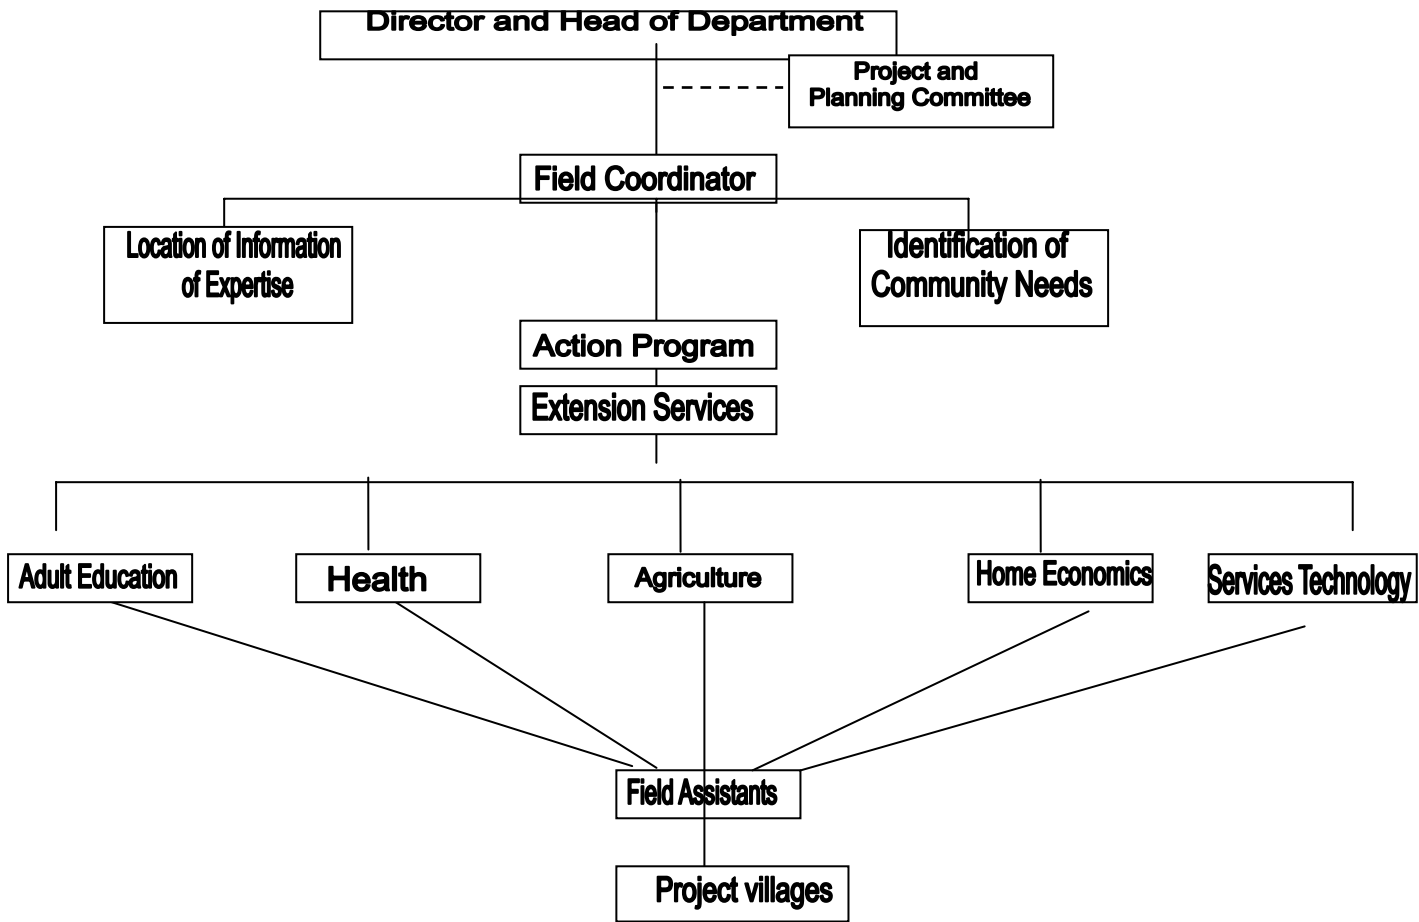 Director and Head of Department
Project and
Planning Committee
Field Coordinator
Location of Information
of Expertise
Identification of
Community Needs
Action Program
Extension Services
Adult Education
Health
Agriculture
Home Economics
Services Technology
Field Assistants
Project villages